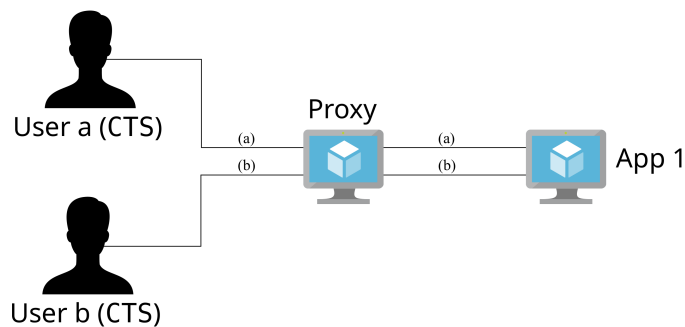 User a (CTS)
Proxy
(a)
(a)
(b)
(b)
App 1
User b (CTS)